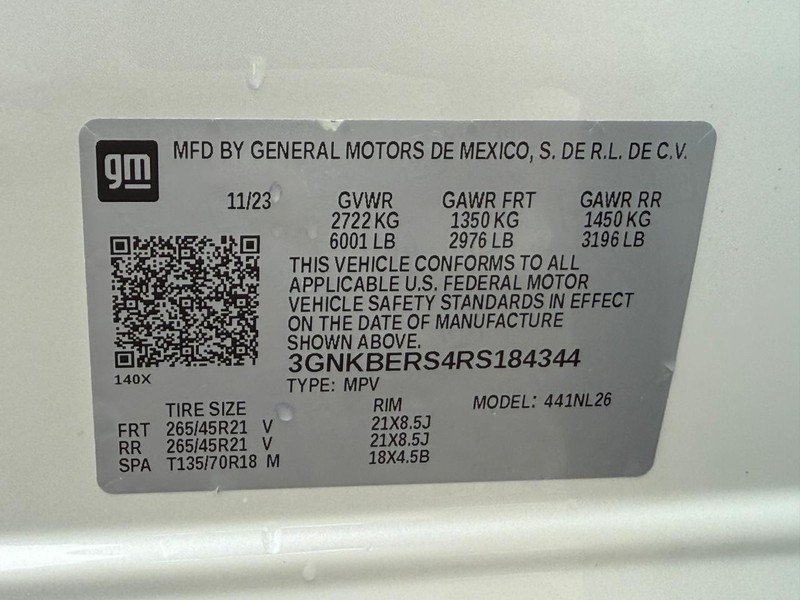 gm MFD BY GENERAL MOTORS DE MEXICO, S. DE R.L. DE C.V.
11/23 GVWR GAWR FRT GAWR RR
2722 KG 1350 KG 1450 KG
6001 LB 2976 LB 3196 LB
THIS VEHICLE CONFORMS TO ALL
APPLICABLE U.S. FEDERAL MOTOR
VEHICLE SAFETY STANDARDS IN EFFECT
ON THE DATE OF MANUFACTURE
SHOWN ABOVE.
3GNKBERS4RS184344
140X
TYPE: MPV
TIRE SIZE RIM MODEL: 441NL26
FRT 265/45R21 V 21X8.5J
RR 265/45R21 V 21X8.5J
SPA T135/70R18 M 18X4.5B